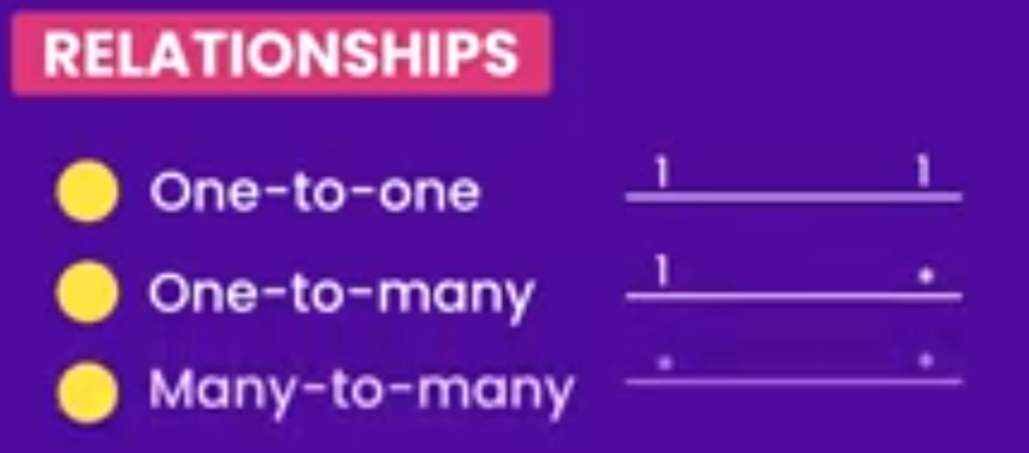 RELATIONSHIPS
One-to-one 1 1
One-to-many 1 *
Many-to-many * *